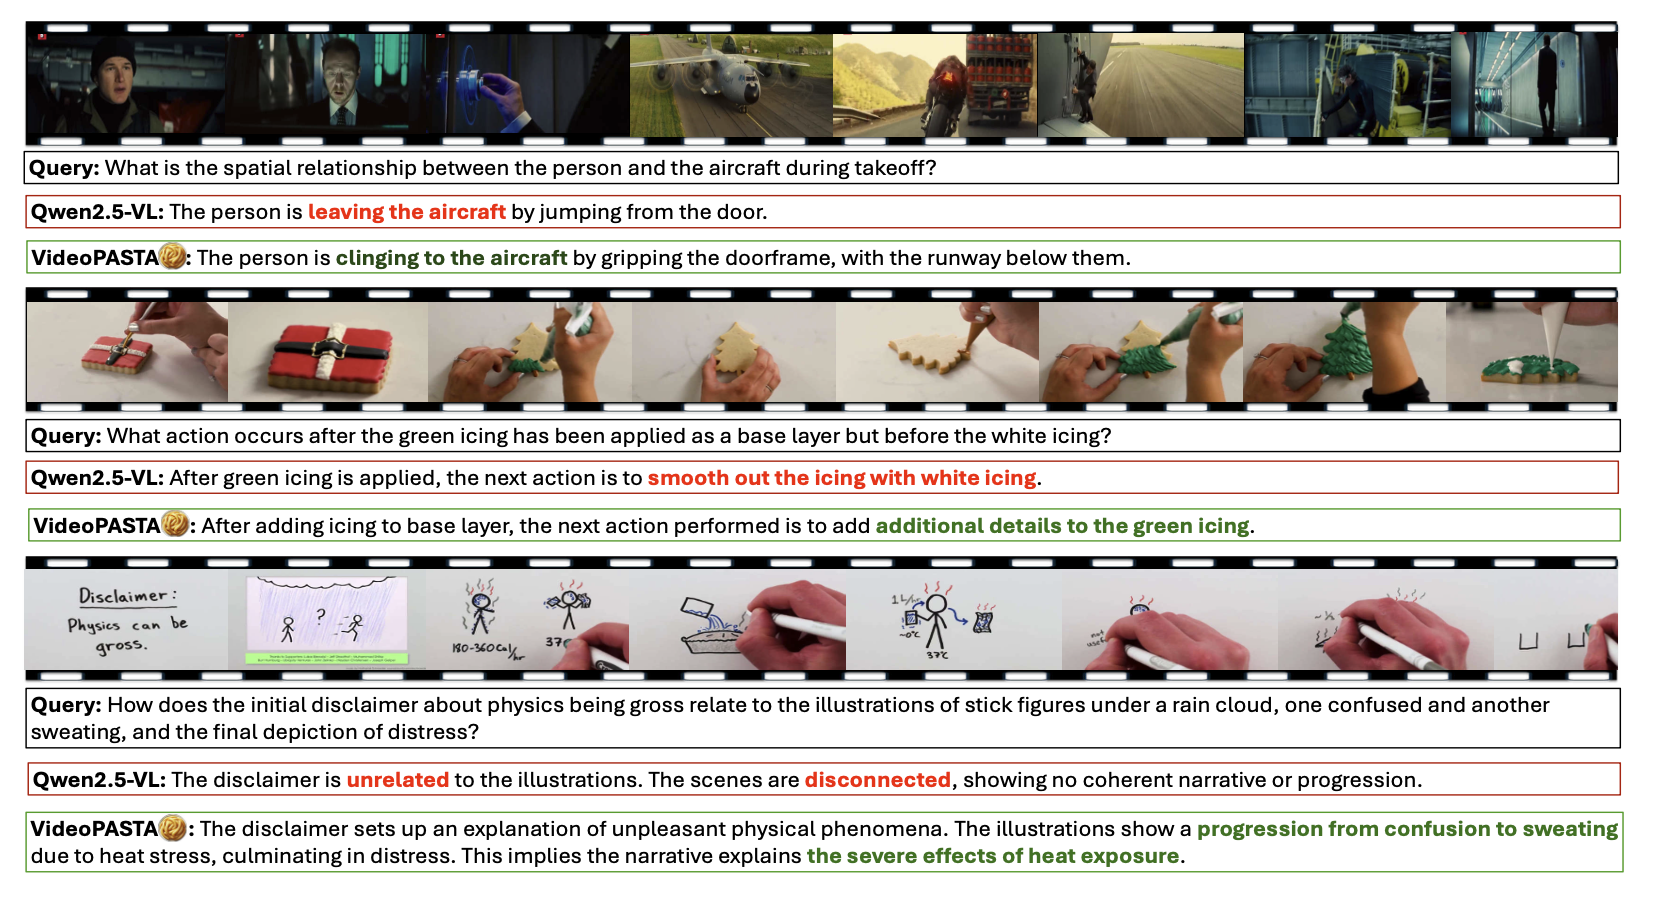 Query: What is the spatial relationship between the person and the aircraft during takeoff?
Qwen2.5-VL: The person is leaving the aircraft by jumping from the door.
VideoPASTA: The person is clinging to the aircraft by gripping the doorframe, with the runway below them.
Query: What action occurs after the green icing has been applied as a base layer but before the white icing?
Qwen2.5-VL: After green icing is applied, the next action is to smooth out the icing with white icing.
VideoPASTA: After adding icing to base layer, the next action performed is to add additional details to the green icing.
Disclaimer:
Physics can be
gross.
?
180-360 Cal/hr
37
1 L/hr
~0°C
37°C
not
useful
Query: How does the initial disclaimer about physics being gross relate to the illustrations of stick figures under a rain cloud, one confused and another
sweating, and the final depiction of distress?
Qwen2.5-VL: The disclaimer is unrelated to the illustrations. The scenes are disconnected, showing no coherent narrative or progression.
VideoPASTA: The disclaimer sets up an explanation of unpleasant physical phenomena. The illustrations show a progression from confusion to sweating
due to heat stress, culminating in distress. This implies the narrative explains the severe effects of heat exposure.